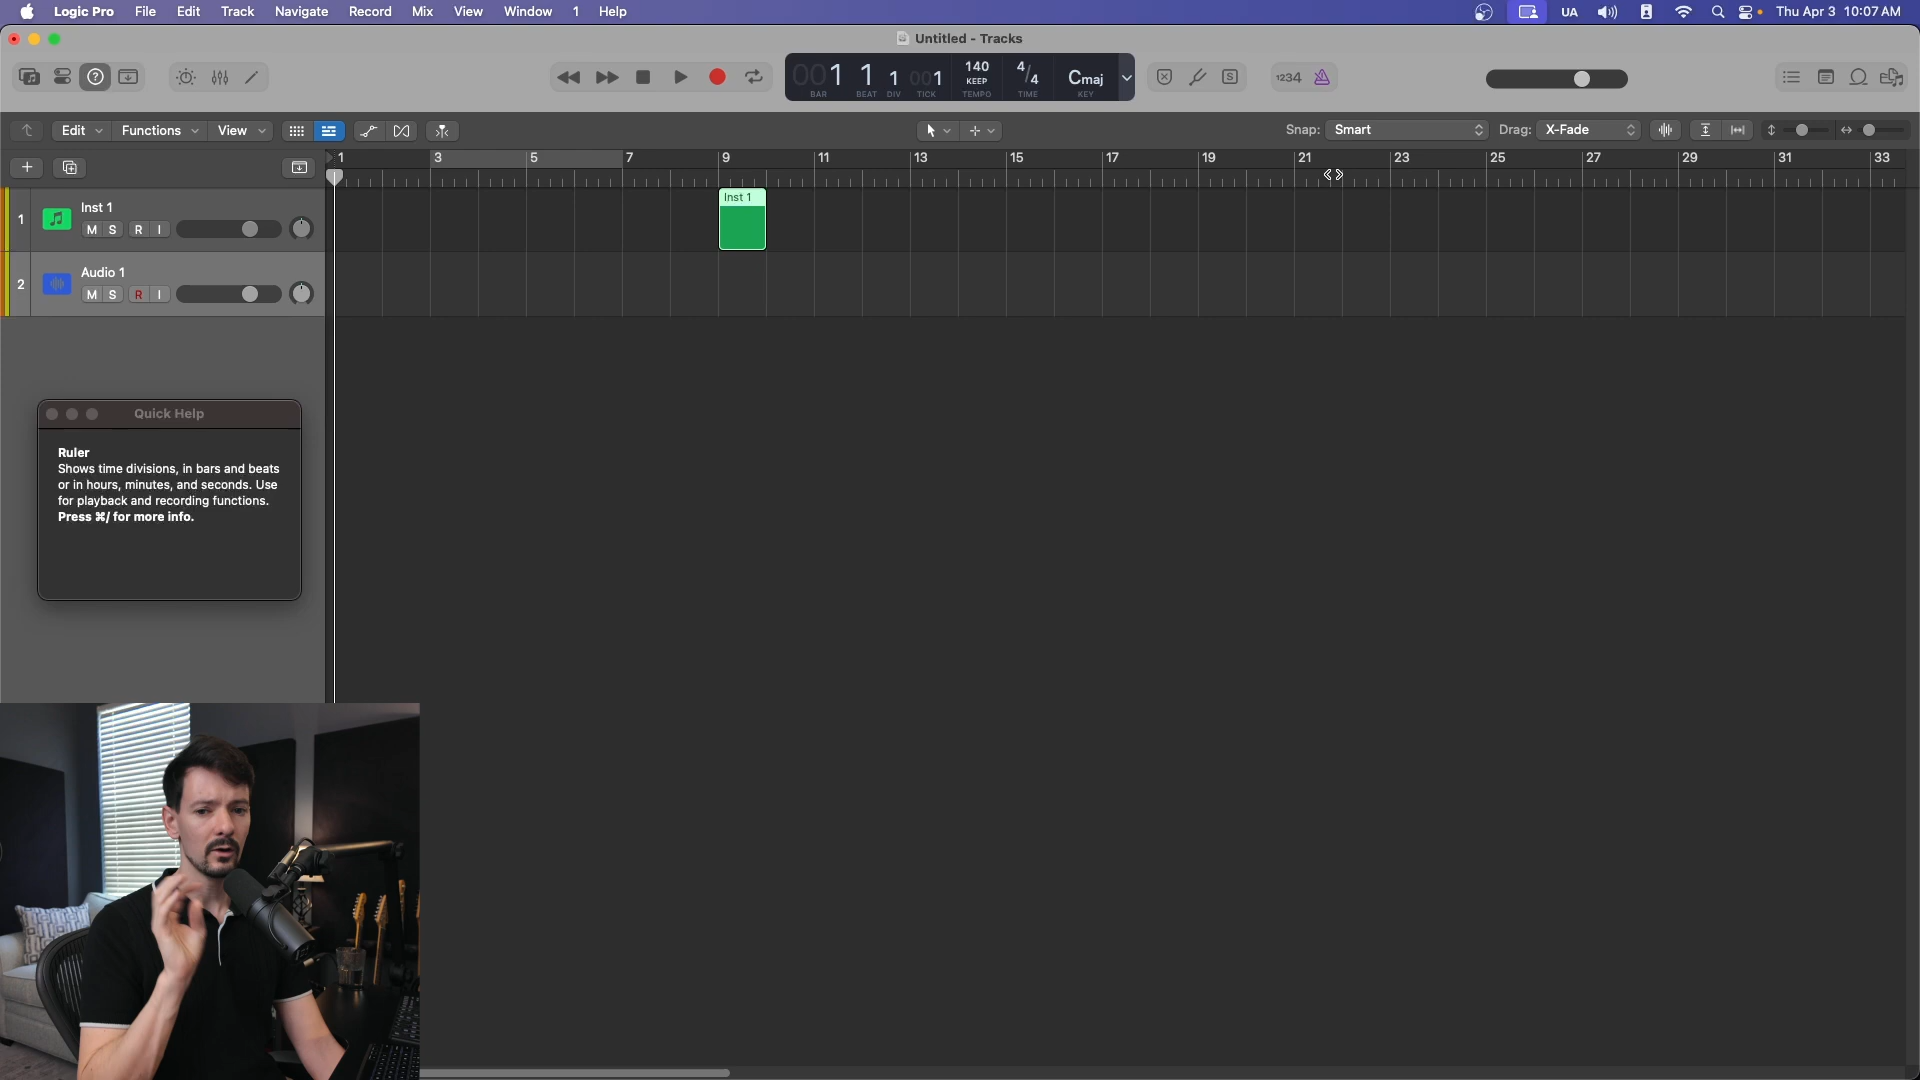 Logic Pro File Edit Track Navigate Record Mix View Window 1 Help UA Thu Apr 3 10:07 AM
Untitled - Tracks
001 1 1 001 140 KEEP 4/4 Cmaj 1234
BAR BEAT DIV TICK TEMPO TIME KEY
Edit Functions View Snap: Smart Drag: X-Fade
1 3 5 7 9 11 13 15 17 19 21 23 25 27 29 31 33
Inst 1
1 Inst 1
M S R I
2 Audio 1
M S R I
Quick Help
Ruler
Shows time divisions, in bars and beats
or in hours, minutes, and seconds. Use
for playback and recording functions.
Press ⌘/ for more info.